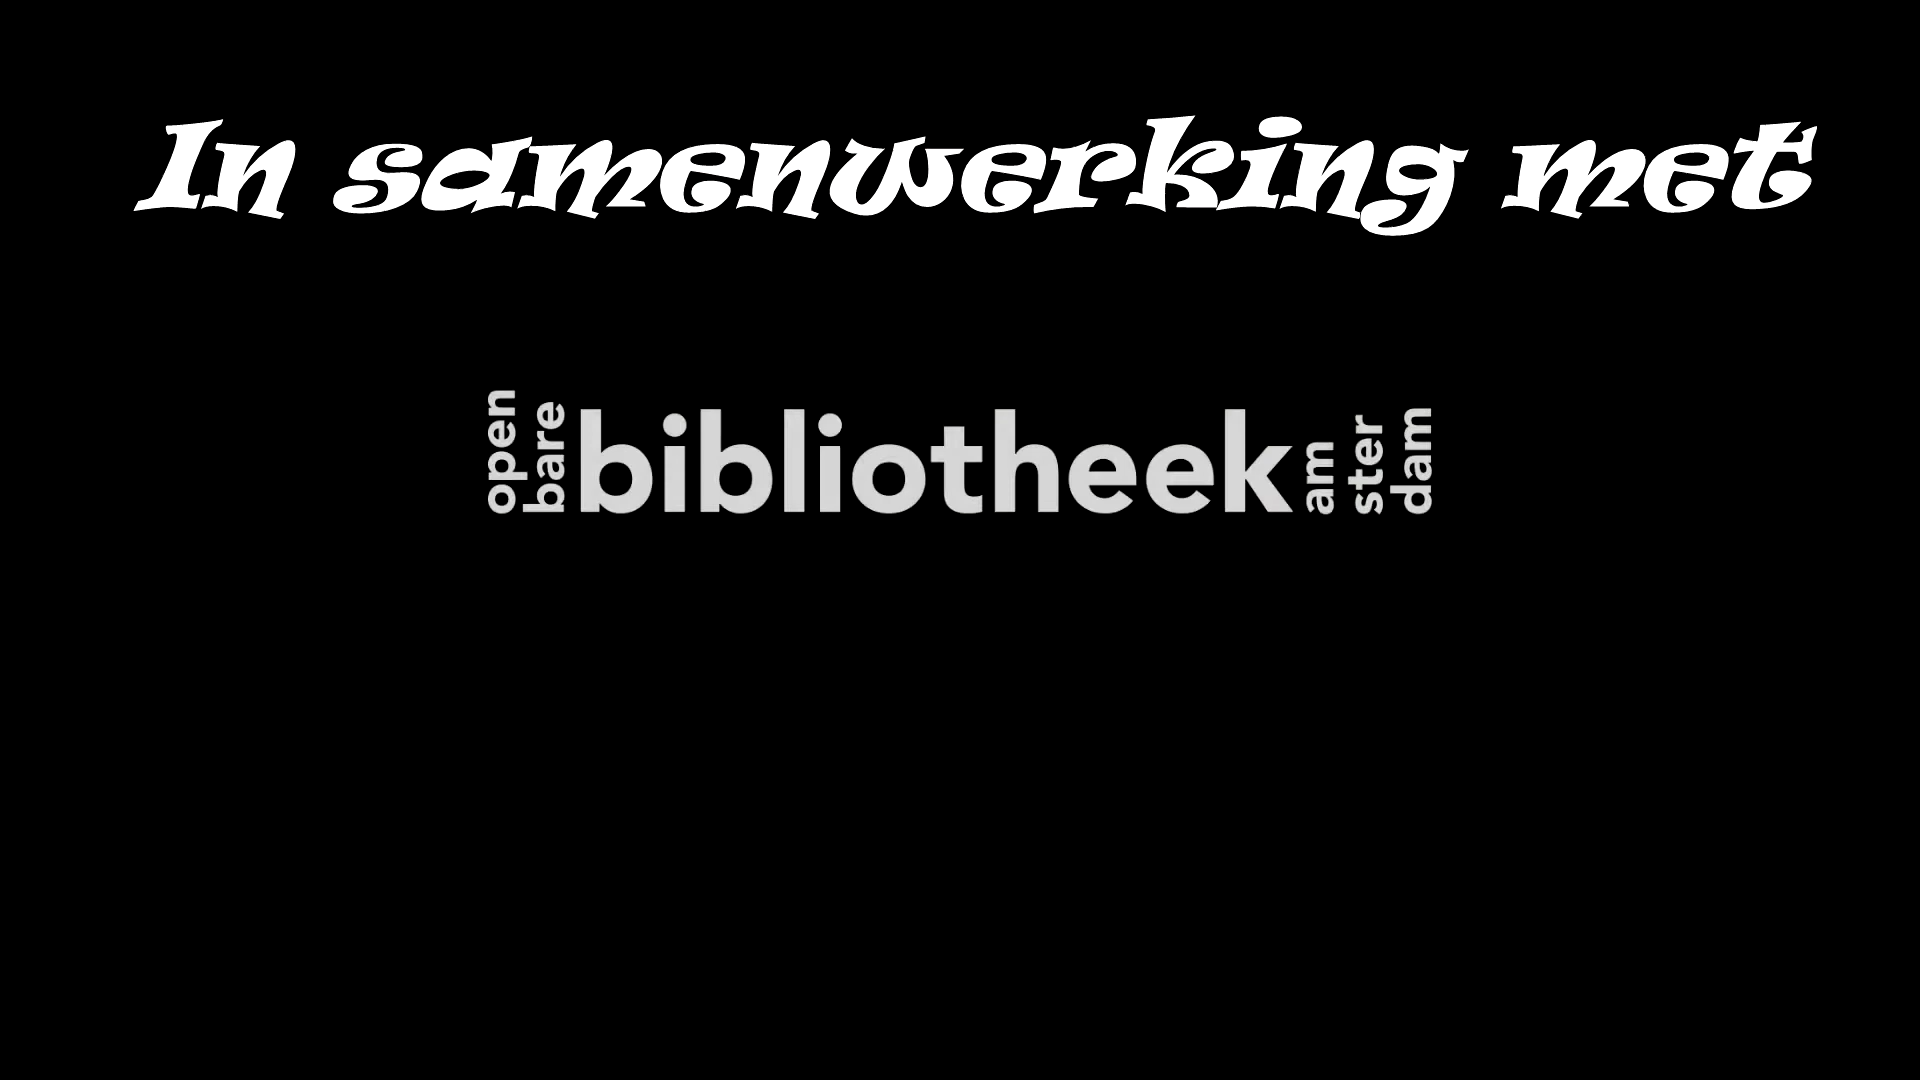 In samenwerking met
open
bare
bibliotheek
am
ster
dam